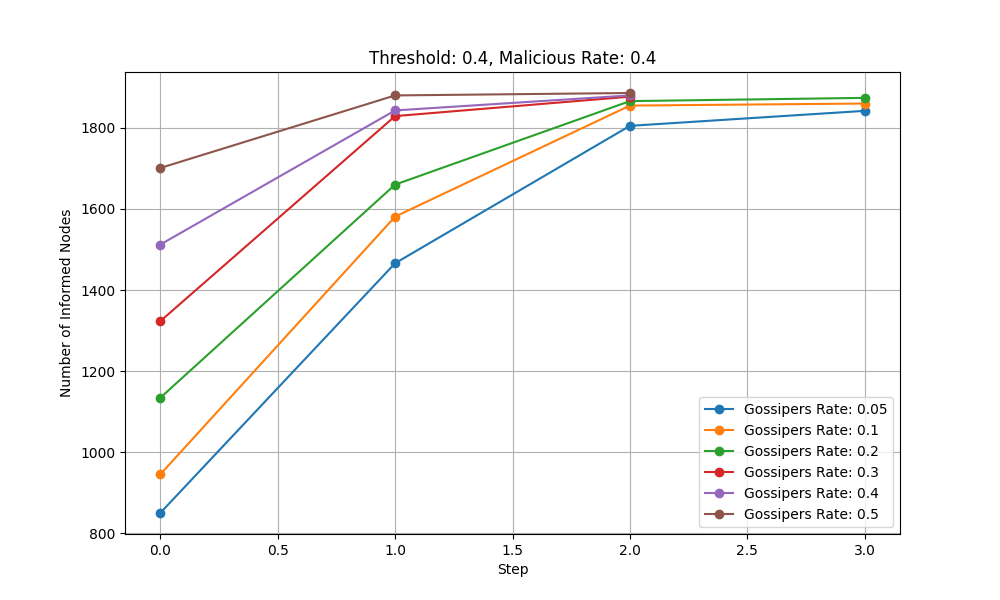 Threshold: 0.4, Malicious Rate: 0.4
Number of Informed Nodes
1800
1600
1400
1200
1000
800
0.0
0.5
1.0
1.5
2.0
2.5
3.0
Step
Gossipers Rate: 0.05
Gossipers Rate: 0.1
Gossipers Rate: 0.2
Gossipers Rate: 0.3
Gossipers Rate: 0.4
Gossipers Rate: 0.5